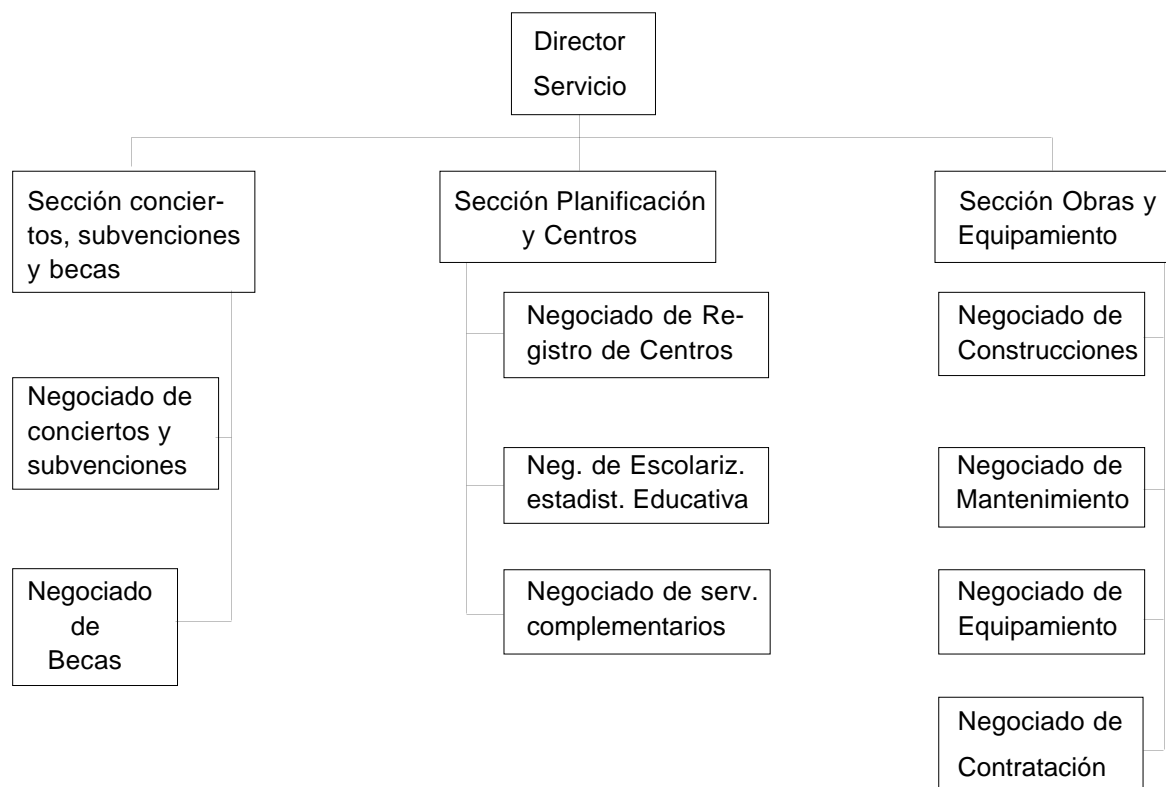 Director
Servicio
Sección concier-
tos, subvenciones
y becas
Sección Planificación
y Centros
Sección Obras y
Equipamiento
Negociado de
conciertos y
subvenciones
Negociado
de
Becas
Negociado de Re-
gistro de Centros
Neg. de Escolariz.
estadist. Educativa
Negociado de serv.
complementarios
Negociado de
Construcciones
Negociado de
Mantenimiento
Negociado de
Equipamiento
Negociado de
Contratación